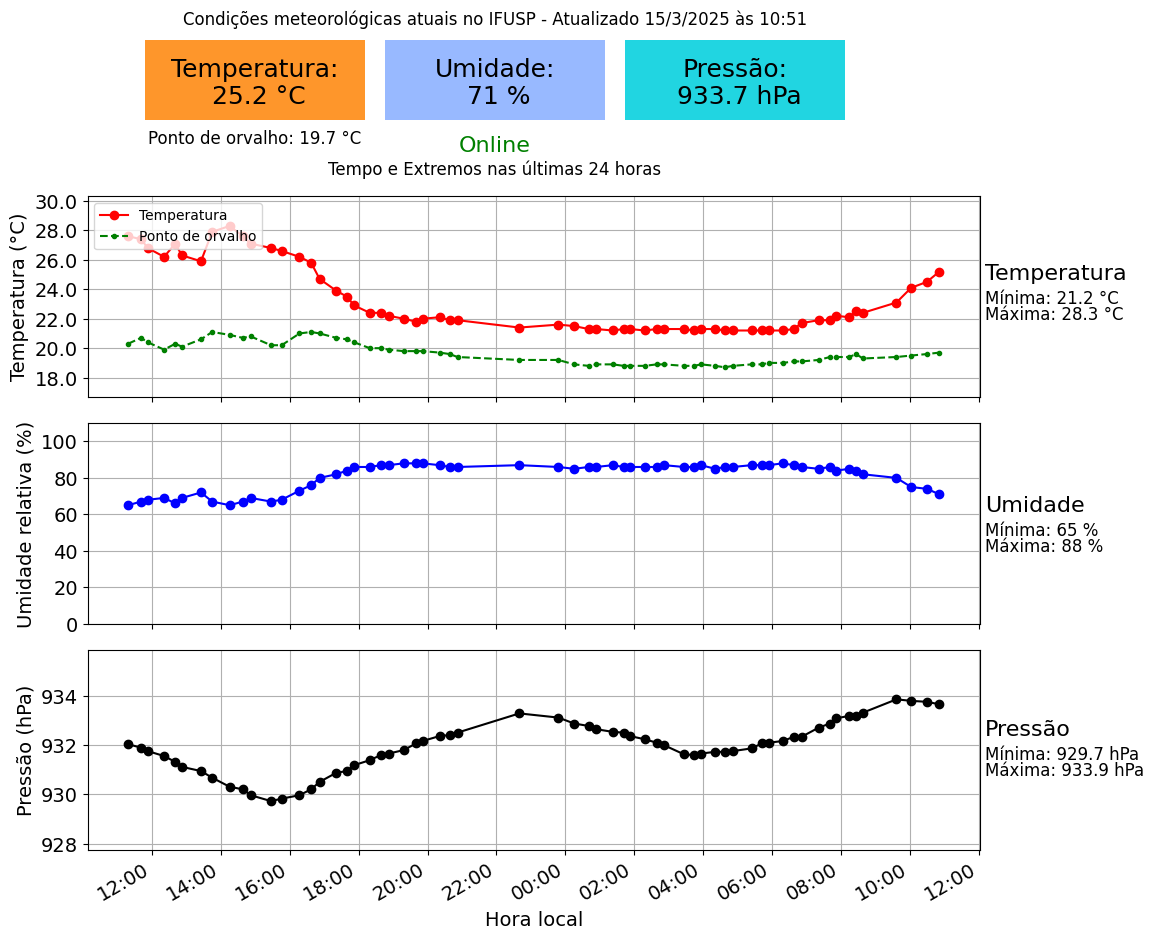 Condições meteorológicas atuais no IFUSP - Atualizado 15/3/2025 às 10:51
Temperatura:
25.2 °C
Umidade:
71 %
Pressão:
933.7 hPa
Ponto de orvalho: 19.7 °C
Online
Tempo e Extremos nas últimas 24 horas
Temperatura (°C)
30.0
28.0
26.0
24.0
22.0
20.0
18.0
Temperatura
Ponto de orvalho
Temperatura
Mínima: 21.2 °C
Máxima: 28.3 °C
Umidade relativa (%)
100
80
60
40
20
0
Umidade
Mínima: 65 %
Máxima: 88 %
Pressão (hPa)
934
932
930
928
Pressão
Mínima: 929.7 hPa
Máxima: 933.9 hPa
12:00
14:00
16:00
18:00
20:00
22:00
00:00
02:00
04:00
06:00
08:00
10:00
12:00
Hora local